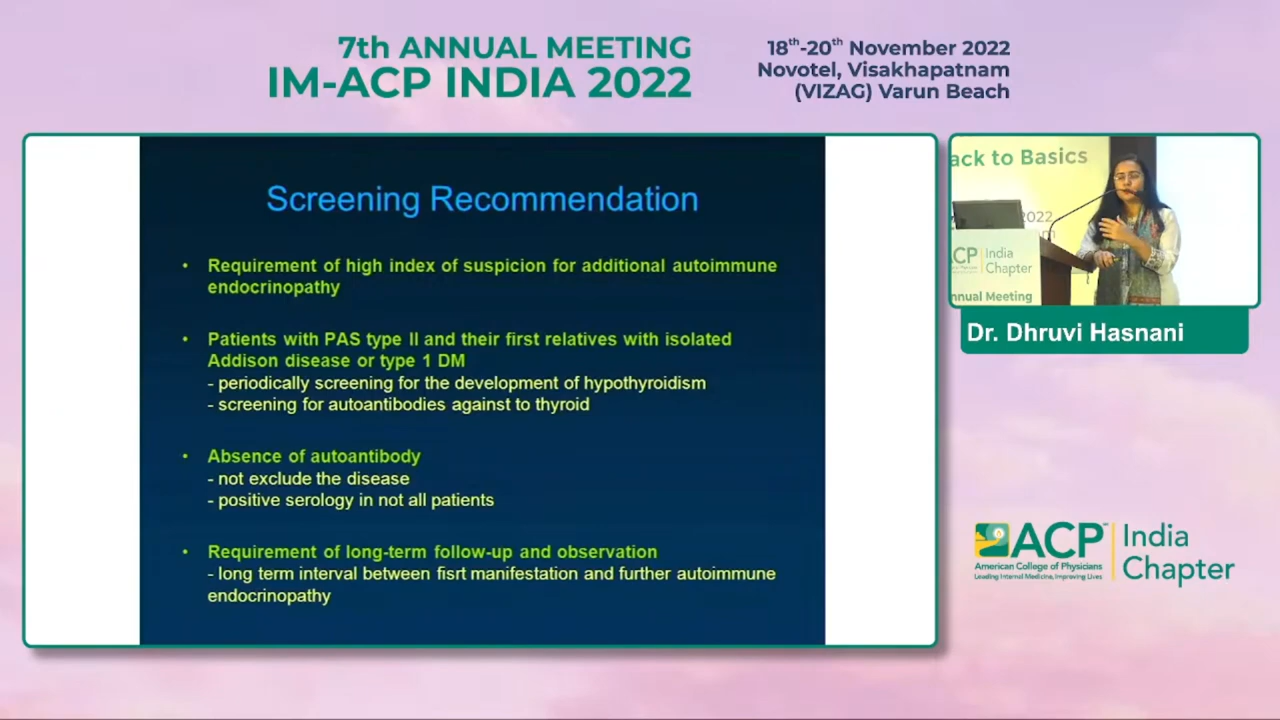 7th ANNUAL MEETING
IM-ACP INDIA 2022
18th-20th November 2022
Novotel, Visakhapatnam
(VIZAG) Varun Beach
Screening Recommendation
• Requirement of high index of suspicion for additional autoimmune
endocrinopathy
• Patients with PAS type II and their first relatives with isolated
Addison disease or type 1 DM
- periodically screening for the development of hypothyroidism
- screening for autoantibodies against to thyroid
• Absence of autoantibody
- not exclude the disease
- positive serology in not all patients
• Requirement of long-term follow-up and observation
- long term interval between fisrt manifestation and further autoimmune
endocrinopathy
ack to Basics
2022
CP India
Chapter
nnual Meeting
Dr. Dhruvi Hasnani
ACP India
Chapter
American College of Physicians
Leading Internal Medicine, Improving Lives